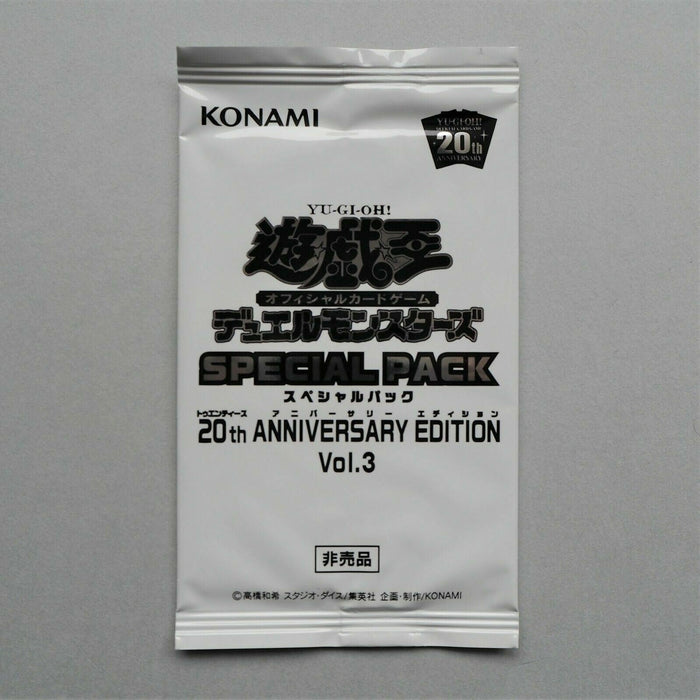 KONAMI
YU-GI-OH!
OFFICIAL CARD GAME
20th
ANNIVERSARY
YU-GI-OH!
遊戯王
オフィシャルカードゲーム
デュエルモンスターズ
SPECIAL PACK
スペシャルパック
トゥエンティース アニバーサリー エディション
20th ANNIVERSARY EDITION
Vol.3
非売品
©高橋和希 スタジオ・ダイス/集英社 企画・制作/KONAMI